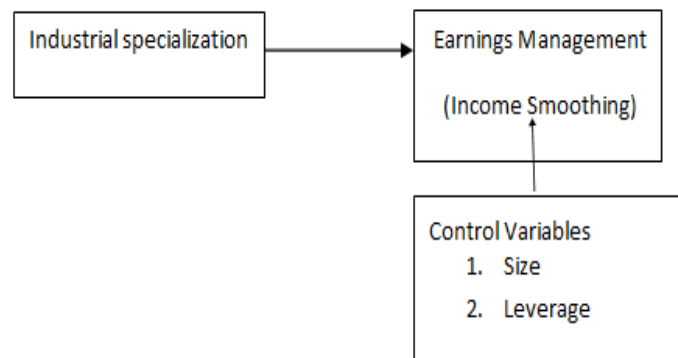 Industrial specialization
Earnings Management
(Income Smoothing)
Control Variables
1. Size
2. Leverage